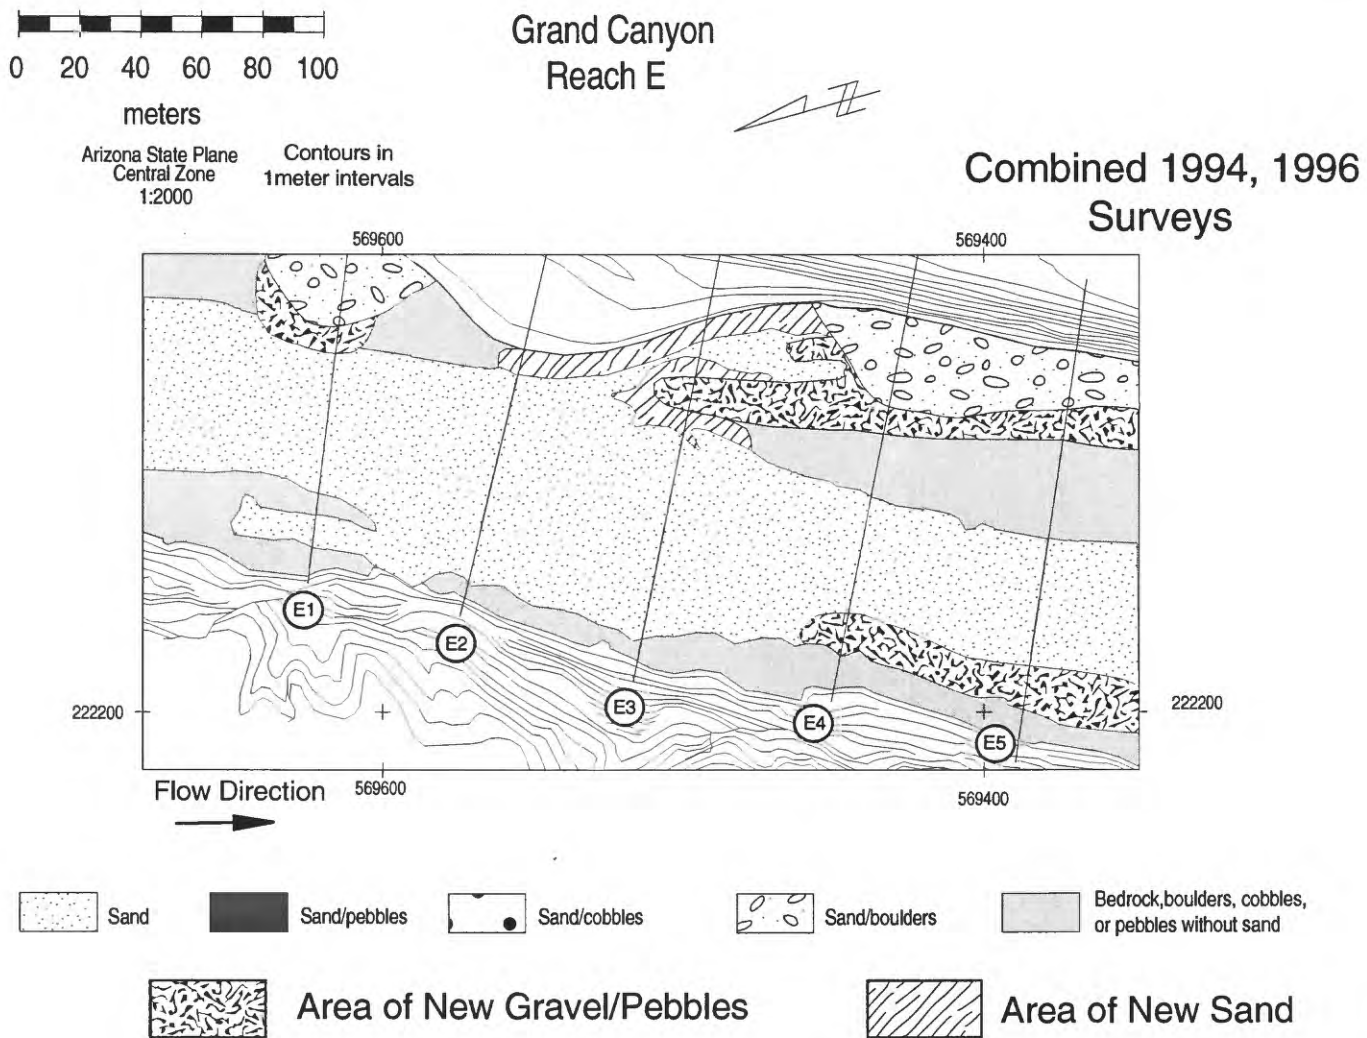 Grand Canyon
Reach E
0 20 40 60 80 100
meters
Arizona State Plane
Central Zone
1:2000
Contours in
1meter intervals
N
Combined 1994, 1996
Surveys
569600
569400
E1
E2
E3
E4
E5
222200
222200
Flow Direction
569600
569400
Sand
Sand/pebbles
Sand/cobbles
Sand/boulders
Bedrock,boulders, cobbles,
or pebbles without sand
Area of New Gravel/Pebbles
Area of New Sand